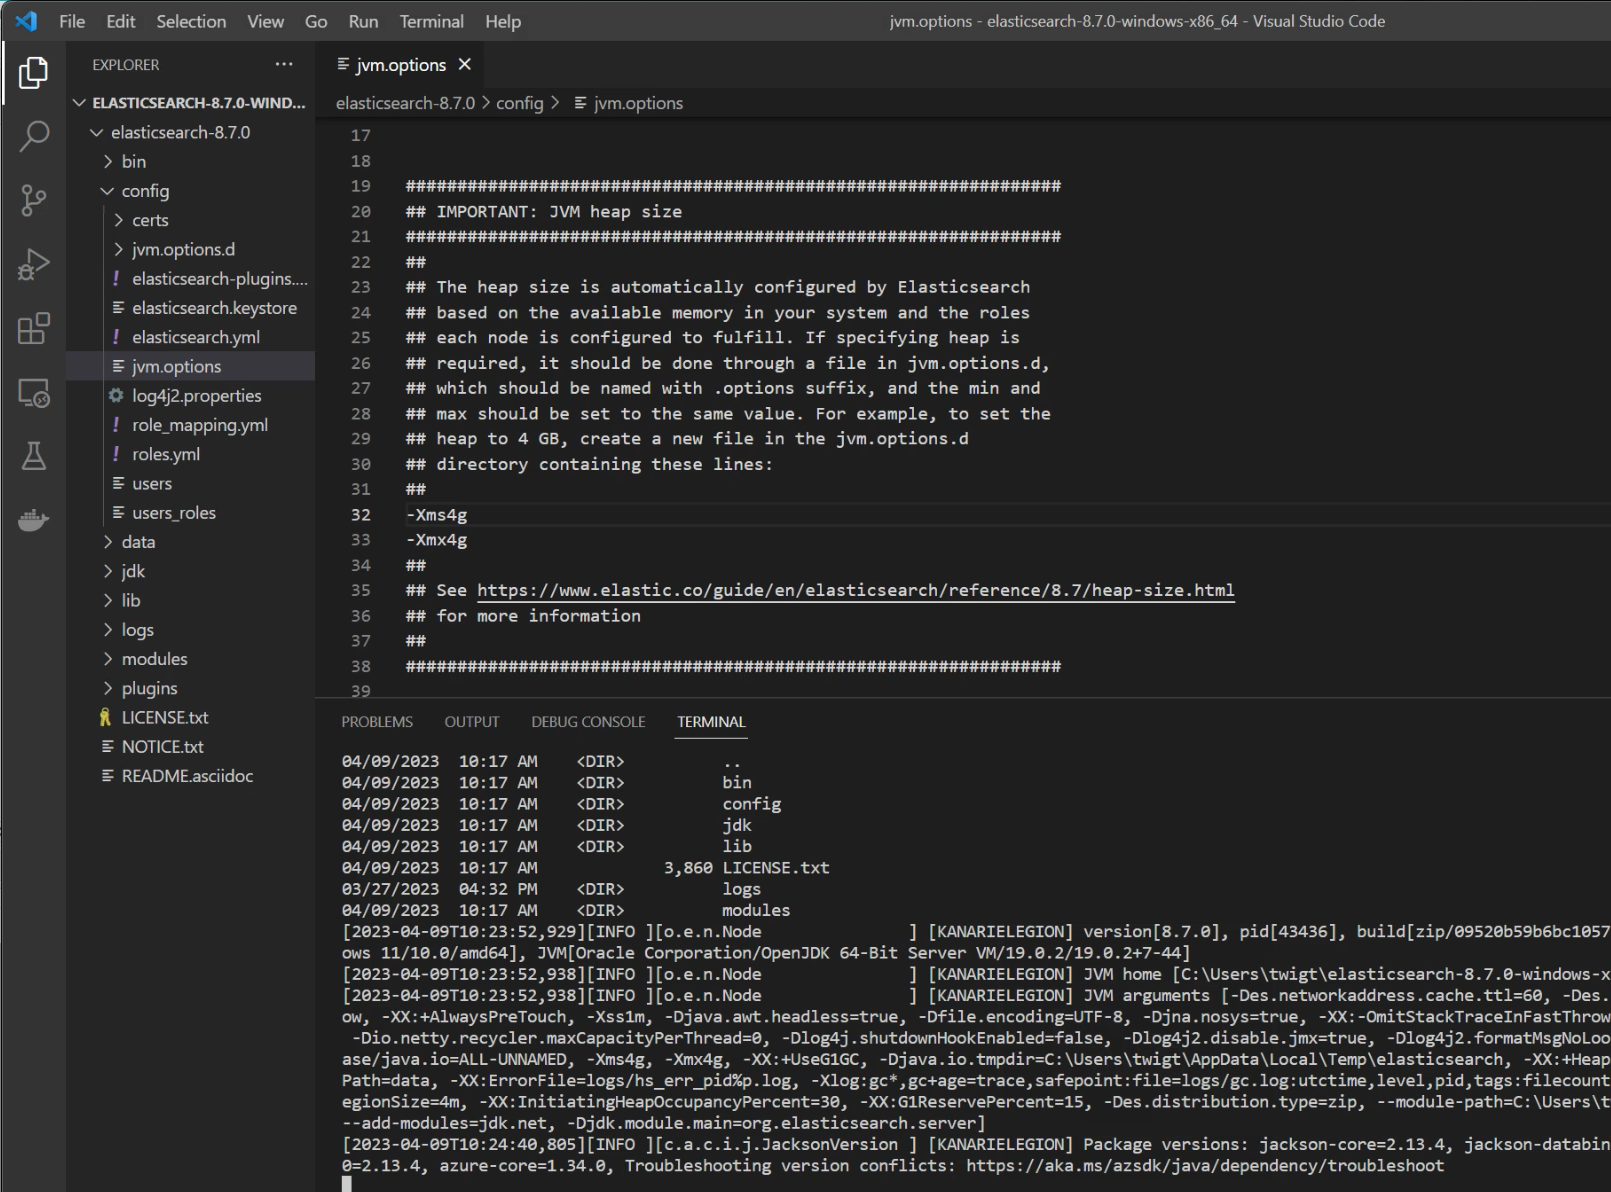 File Edit Selection View Go Run Terminal Help
jvm.options - elasticsearch-8.7.0-windows-x86_64 - Visual Studio Code
EXPLORER
ELASTICSEARCH-8.7.0-WIND...
elasticsearch-8.7.0
bin
config
certs
jvm.options.d
! elasticsearch-plugins....
elasticsearch.keystore
! elasticsearch.yml
jvm.options
log4j2.properties
! role_mapping.yml
! roles.yml
users
users_roles
data
jdk
lib
logs
modules
plugins
LICENSE.txt
NOTICE.txt
README.asciidoc
jvm.options
elasticsearch-8.7.0 > config > jvm.options
17
18
19 ################################################################
20 ## IMPORTANT: JVM heap size
21 ################################################################
22 ##
23 ## The heap size is automatically configured by Elasticsearch
24 ## based on the available memory in your system and the roles
25 ## each node is configured to fulfill. If specifying heap is
26 ## required, it should be done through a file in jvm.options.d,
27 ## which should be named with .options suffix, and the min and
28 ## max should be set to the same value. For example, to set the
29 ## heap to 4 GB, create a new file in the jvm.options.d
30 ## directory containing these lines:
31 ##
32 -Xms4g
33 -Xmx4g
34 ##
35 ## See https://www.elastic.co/guide/en/elasticsearch/reference/8.7/heap-size.html
36 ## for more information
37 ##
38 ################################################################
39
PROBLEMS OUTPUT DEBUG CONSOLE TERMINAL
04/09/2023 10:17 AM <DIR> ..
04/09/2023 10:17 AM <DIR> bin
04/09/2023 10:17 AM <DIR> config
04/09/2023 10:17 AM <DIR> jdk
04/09/2023 10:17 AM <DIR> lib
04/09/2023 10:17 AM 3,860 LICENSE.txt
03/27/2023 04:32 PM <DIR> logs
04/09/2023 10:17 AM <DIR> modules
[2023-04-09T10:23:52,929][INFO ][o.e.n.Node ] [KANARIELEGION] version[8.7.0], pid[43436], build[zip/09520b59b6bc1057
ows 11/10.0/amd64], JVM[Oracle Corporation/OpenJDK 64-Bit Server VM/19.0.2/19.0.2+7-44]
[2023-04-09T10:23:52,938][INFO ][o.e.n.Node ] [KANARIELEGION] JVM home [C:\Users\twigt\elasticsearch-8.7.0-windows-x
[2023-04-09T10:23:52,938][INFO ][o.e.n.Node ] [KANARIELEGION] JVM arguments [-Des.networkaddress.cache.ttl=60, -Des.
ow, -XX:+AlwaysPreTouch, -Xss1m, -Djava.awt.headless=true, -Dfile.encoding=UTF-8, -Djna.nosys=true, -XX:-OmitStackTraceInFastThrow
-Dio.netty.recycler.maxCapacityPerThread=0, -Dlog4j.shutdownHookEnabled=false, -Dlog4j2.disable.jmx=true, -Dlog4j2.formatMsgNoLoo
ase/java.io=ALL-UNNAMED, -Xms4g, -Xmx4g, -XX:+UseG1GC, -Djava.io.tmpdir=C:\Users\twigt\AppData\Local\Temp\elasticsearch, -XX:+Heap
Path=data, -XX:ErrorFile=logs/hs_err_pid%p.log, -Xlog:gc*,gc+age=trace,safepoint:file=logs/gc.log:utctime,level,pid,tags:filecount
egionSize=4m, -XX:InitiatingHeapOccupancyPercent=30, -XX:G1ReservePercent=15, -Des.distribution.type=zip, --module-path=C:\Users\t
--add-modules=jdk.net, -Djdk.module.main=org.elasticsearch.server]
[2023-04-09T10:24:40,805][INFO ][c.a.c.i.j.JacksonVersion ] [KANARIELEGION] Package versions: jackson-core=2.13.4, jackson-databin
0=2.13.4, azure-core=1.34.0, Troubleshooting version conflicts: https://aka.ms/azsdk/java/dependency/troubleshoot